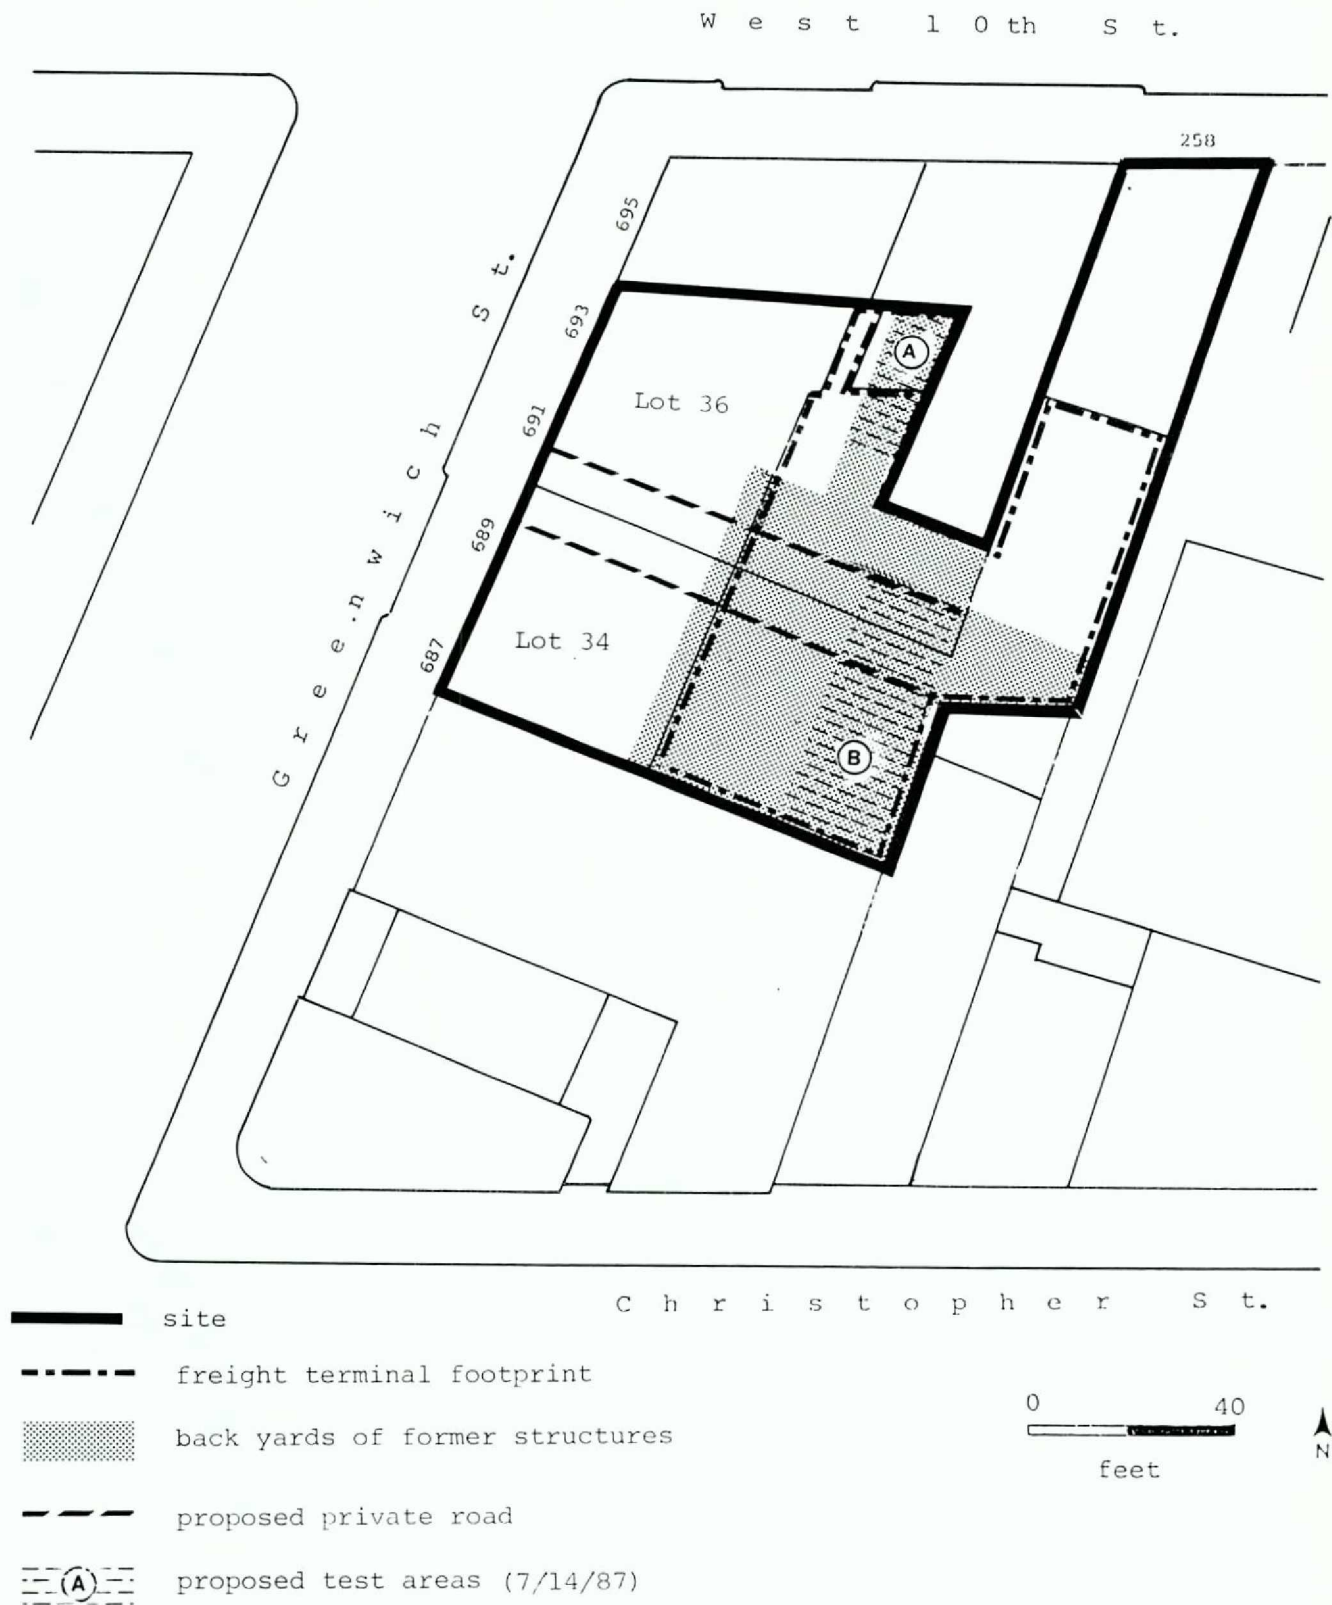 West 10th St.
258
695
Greenwich St.
693
A
Lot 36
691
689
Lot 34
687
B
Christopher St.
site
freight terminal footprint
0 40
back yards of former structures
N
feet
proposed private road
A proposed test areas (7/14/87)